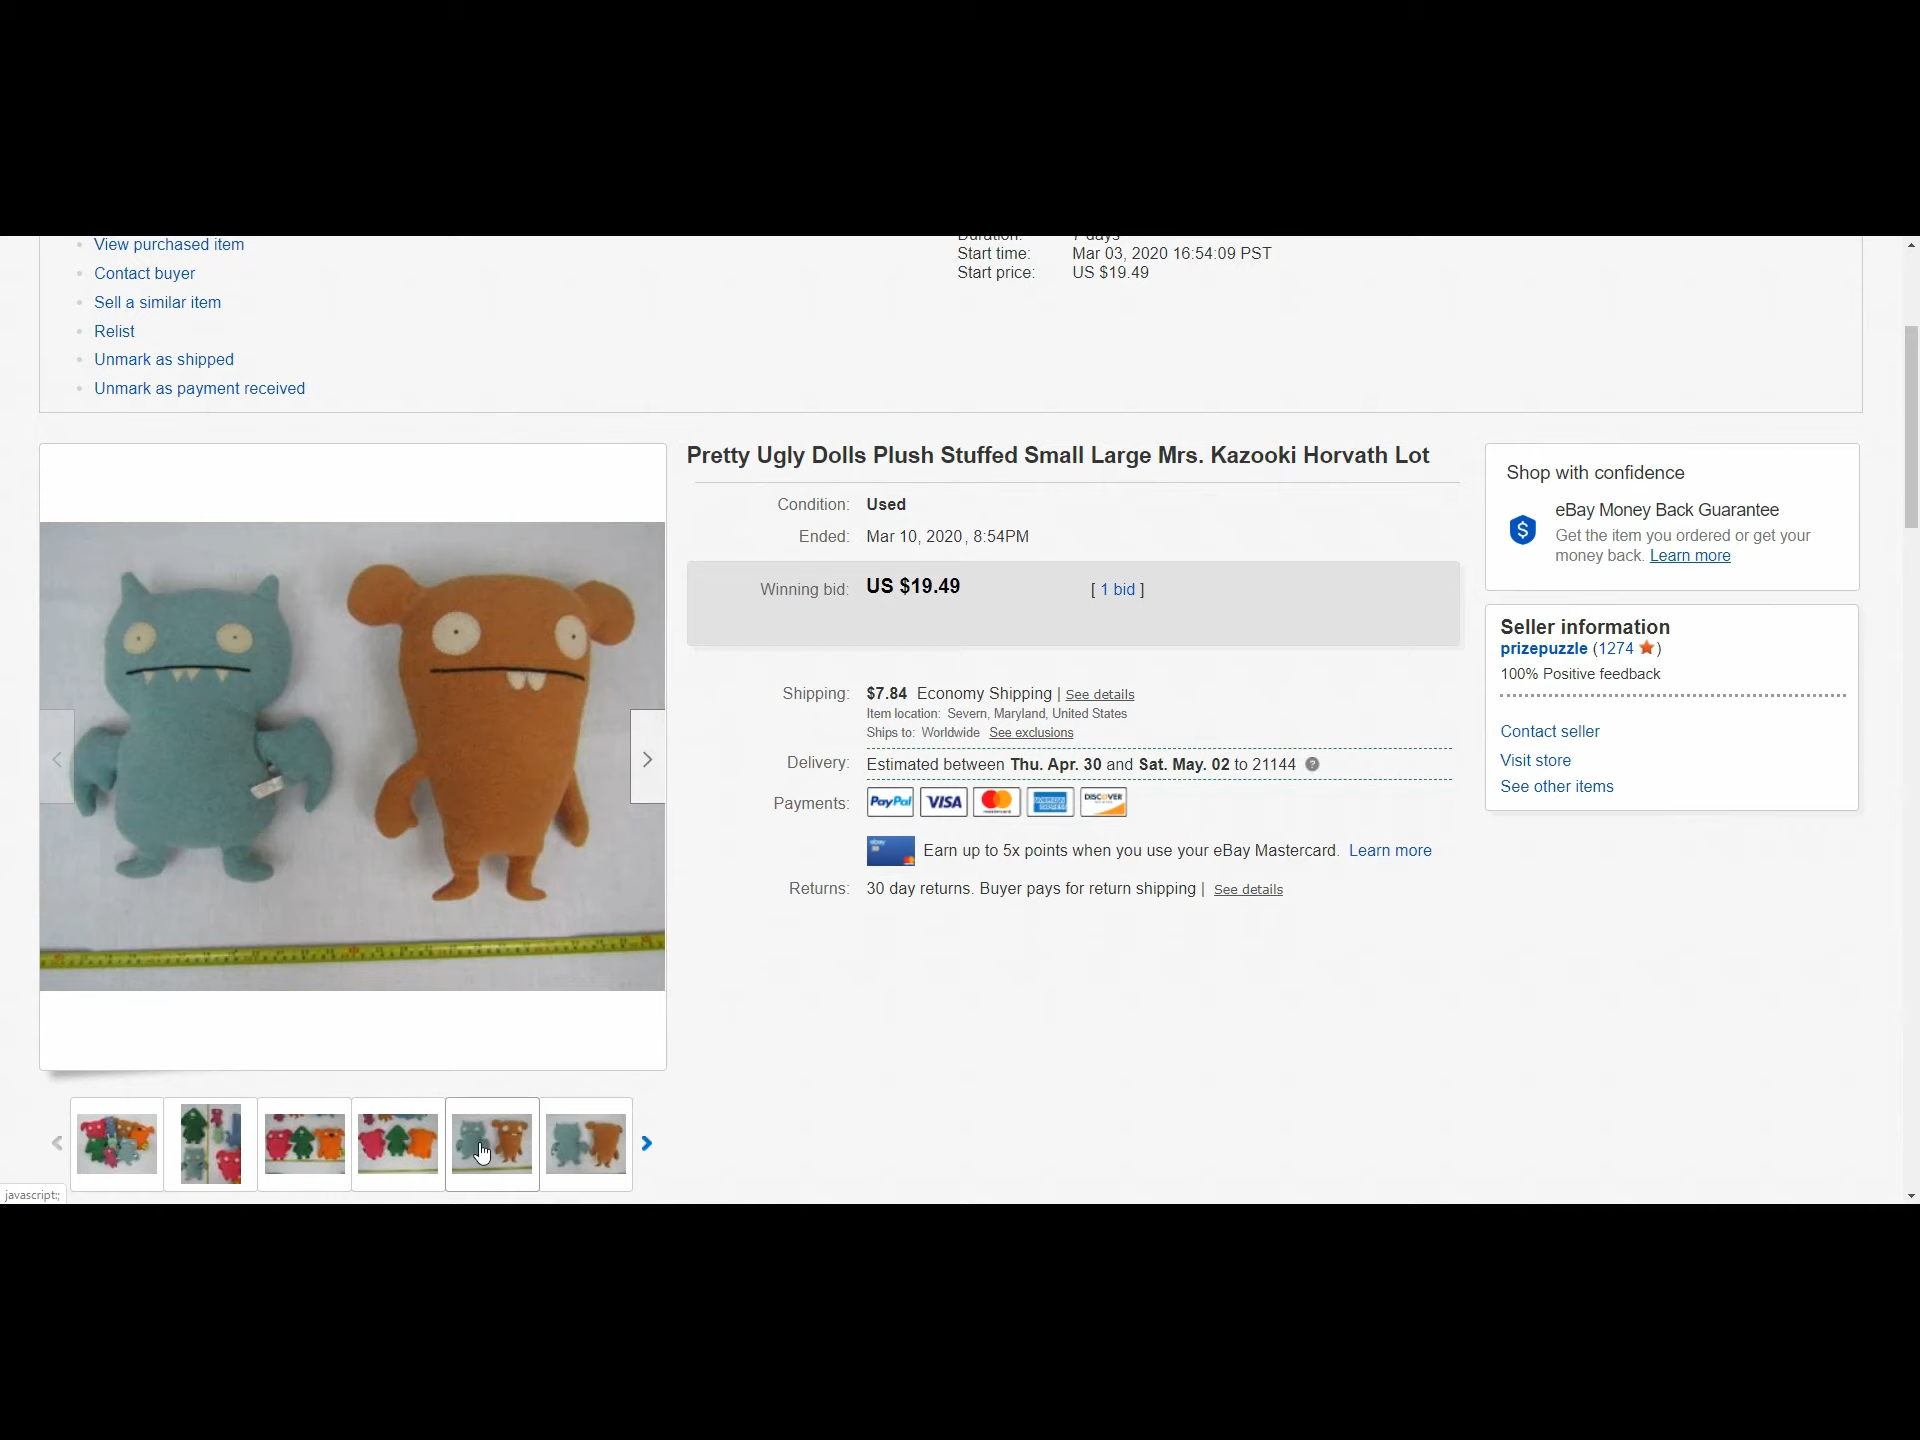 View purchased item
Contact buyer
Sell a similar item
Relist
Unmark as shipped
Unmark as payment received
Duration: 7 days
Start time: Mar 03, 2020 16:54:09 PST
Start price: US $19.49
Pretty Ugly Dolls Plush Stuffed Small Large Mrs. Kazooki Horvath Lot
Condition: Used
Ended: Mar 10, 2020 , 8:54PM
Winning bid: US $19.49 [ 1 bid ]
Shipping: $7.84 Economy Shipping | See details
Item location: Severn, Maryland, United States
Ships to: Worldwide See exclusions
Delivery: Estimated between Thu. Apr. 30 and Sat. May. 02 to 21144 ?
Payments: PayPal VISA mastercard AMERICAN EXPRESS DISCOVER
ebay Earn up to 5x points when you use your eBay Mastercard. Learn more
Returns: 30 day returns. Buyer pays for return shipping | See details
Shop with confidence
$ eBay Money Back Guarantee
Get the item you ordered or get your
money back. Learn more
Seller information
prizepuzzle (1274)
100% Positive feedback
Contact seller
Visit store
See other items
javascript:;